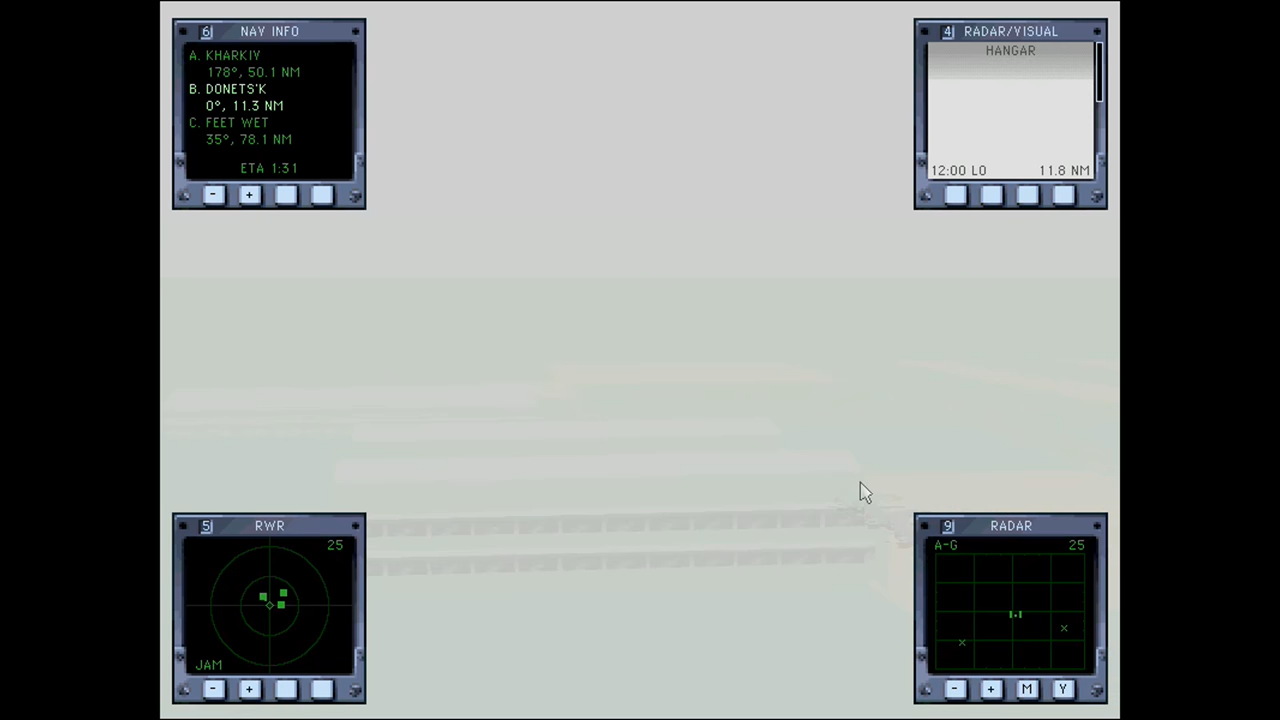 6 NAV INFO
A. KHARKIY
178°, 50.1 NM
B. DONETS'K
0°, 11.3 NM
C. FEET WET
35°, 78.1 NM
ETA 1:31
4 RADAR/VISUAL
HANGAR
12:00 LO 11.8 NM
5 RWR
25
JAM
- +
9 RADAR
A-G 25
- + M Y